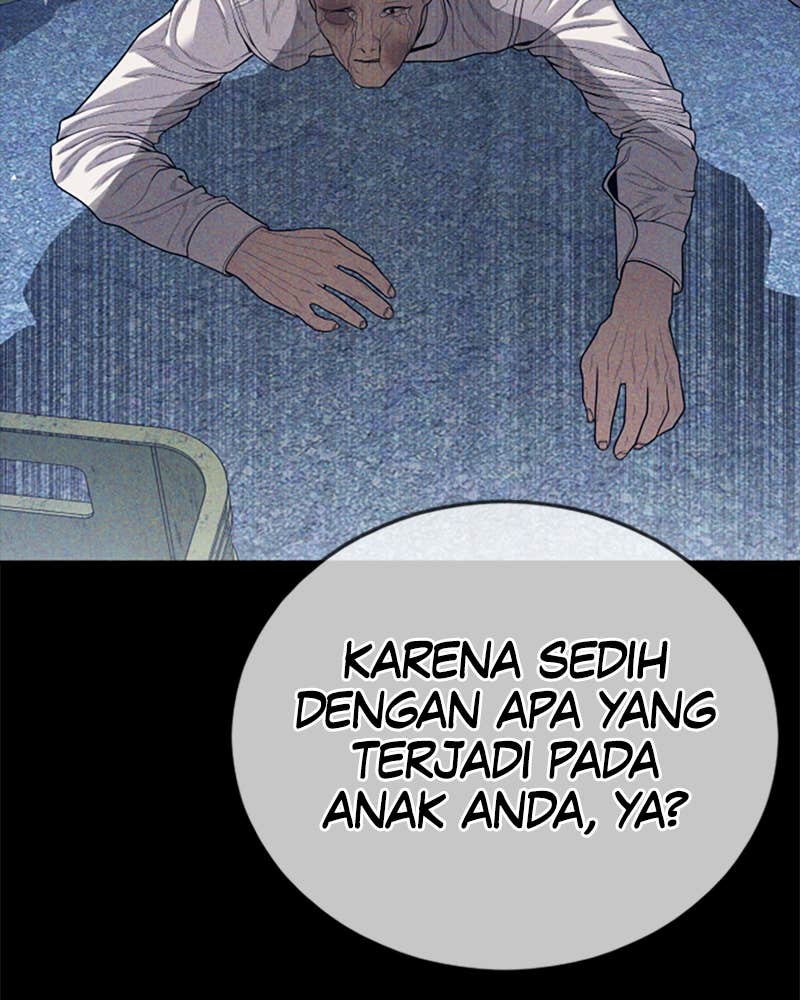 KARENA SEDIH
DENGAN APA YANG
TERJADI PADA
ANAK ANDA, YA?